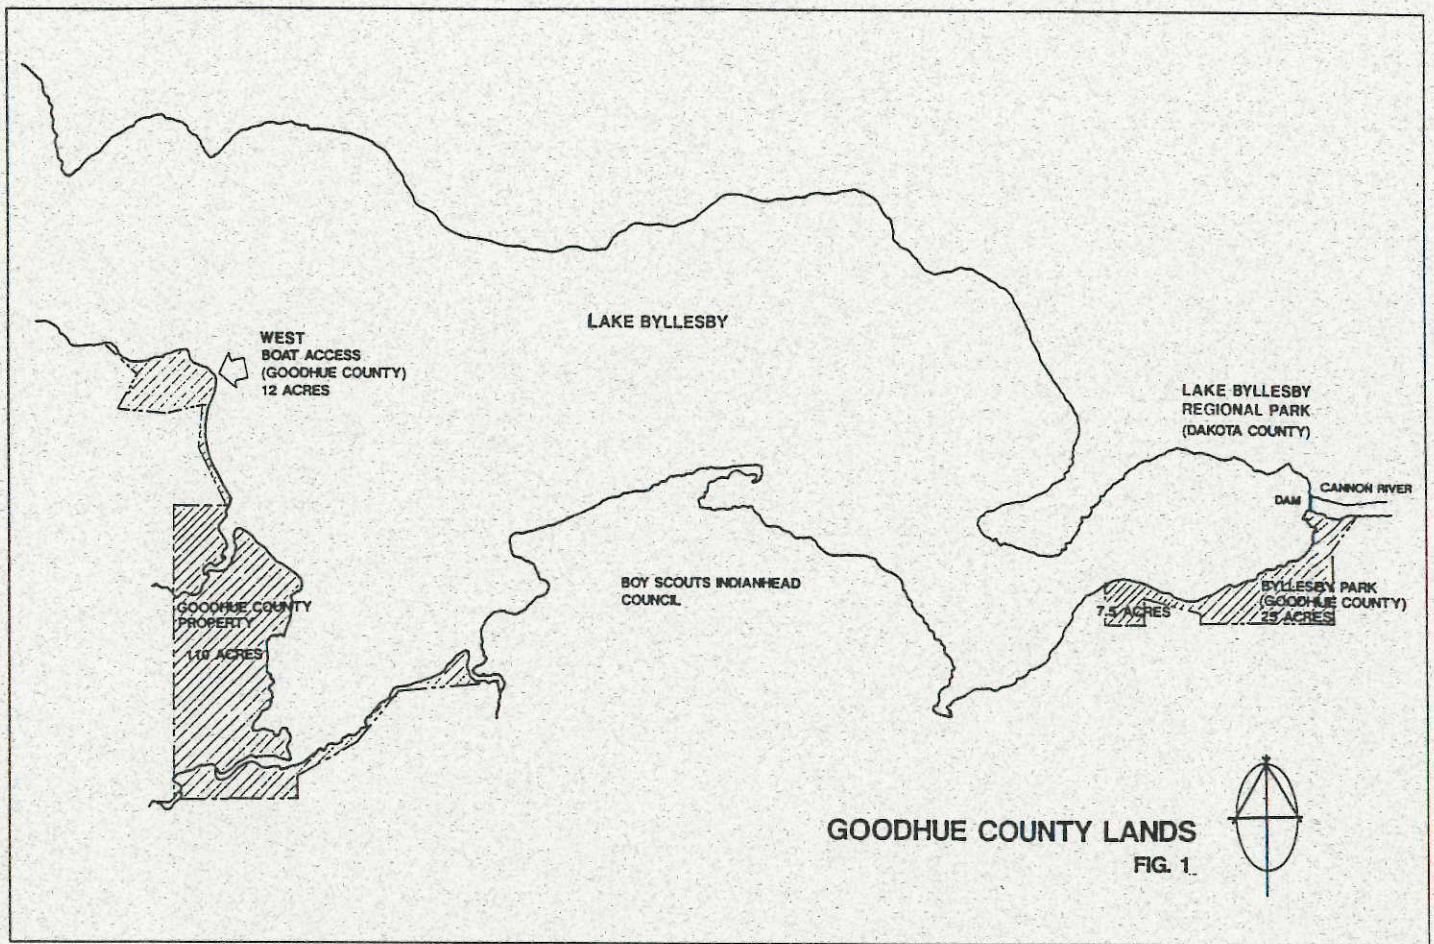 LAKE BYLLESBY
WEST
BOAT ACCESS
(GOODHUE COUNTY)
12 ACRES
LAKE BYLLESBY
REGIONAL PARK
(DAKOTA COUNTY)
DAM
CANNON RIVER
BOY SCOUTS INDIANHEAD
COUNCIL
GOODHUE COUNTY
PROPERTY
110 ACRES
7.5 ACRES
BYLLESBY PARK
(GOODHUE COUNTY)
25 ACRES
GOODHUE COUNTY LANDS
FIG. 1